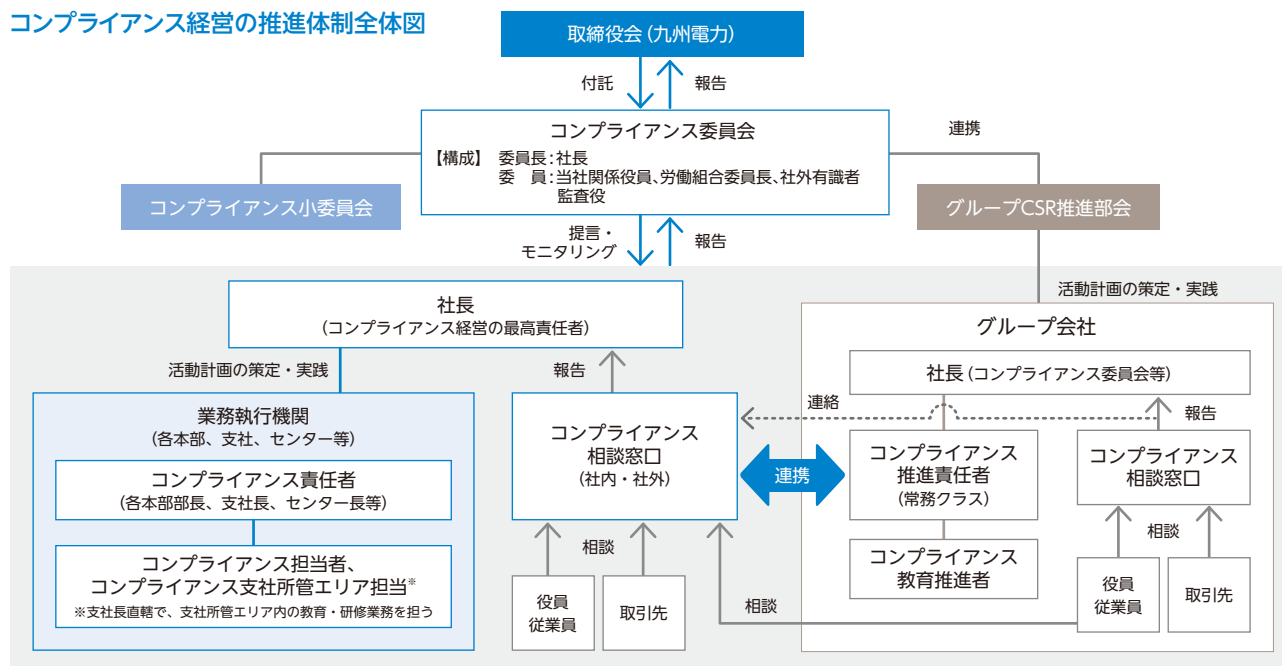 コンプライアンス経営の推進体制全体図
取締役会（九州電力）
付託
報告
コンプライアンス委員会
【構成】 委員長：社長
委　員：当社関係役員、労働組合委員長、社外有識者
監査役
連携
コンプライアンス小委員会
グループCSR推進部会
提言・
モニタリング
報告
社長
（コンプライアンス経営の最高責任者）
活動計画の策定・実践
業務執行機関
（各本部、支社、センター等）
コンプライアンス責任者
（各本部部長、支社長、センター長等）
コンプライアンス担当者、
コンプライアンス支社所管エリア担当※
※支社長直轄で、支社所管エリア内の教育・研修業務を担う
報告
コンプライアンス
相談窓口
（社内・社外）
相談
役員
従業員
取引先
連携
連絡
相談
活動計画の策定・実践
グループ会社
社長（コンプライアンス委員会等）
報告
コンプライアンス
推進責任者
（常務クラス）
コンプライアンス
教育推進者
コンプライアンス
相談窓口
相談
役員
従業員
取引先